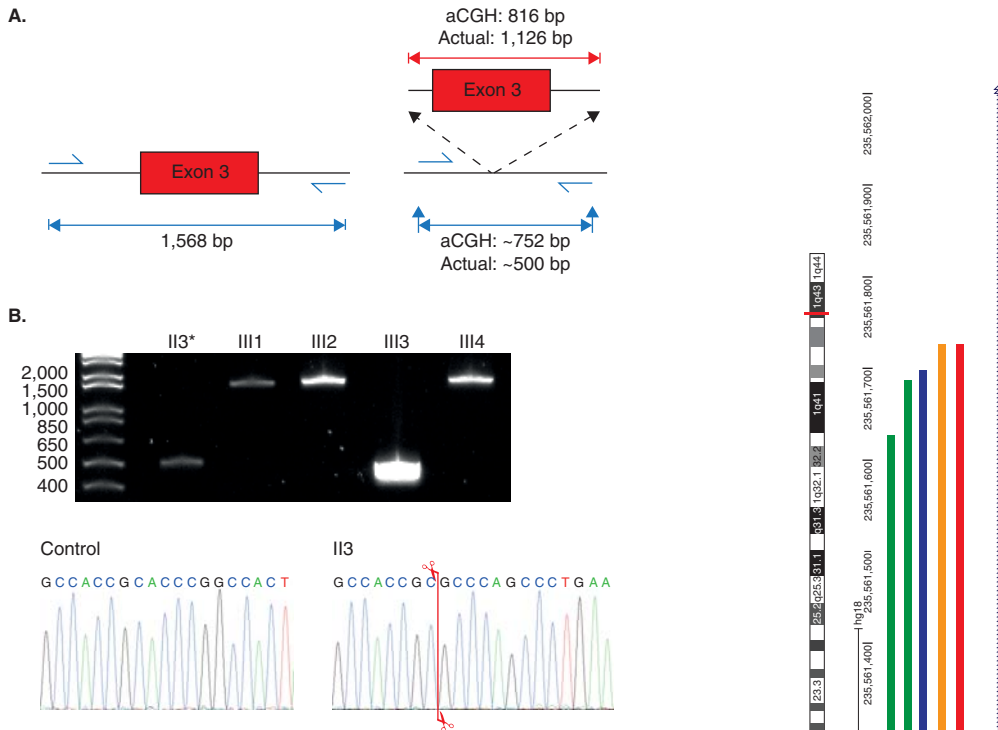 A.
aCGH: 816 bp
Actual: 1,126 bp
Exon 3
Exon 3
1,568 bp
aCGH: ~752 bp
Actual: ~500 bp
B.
II3* III1 III2 III3 III4
2,000
1,500
1,000
850
650
500
400
Control
GCCACCGCACCCGGCCACT
II3
GCCACCGCGCCCAGCCCTGAA
1q44
1q43
1q41
32.2
1q32.1
q31.3
31.1
q25.3
25.2
23.3
235,562,000
235,561,900
235,561,800
235,561,700
235,561,600
235,561,500
235,561,400
hg18